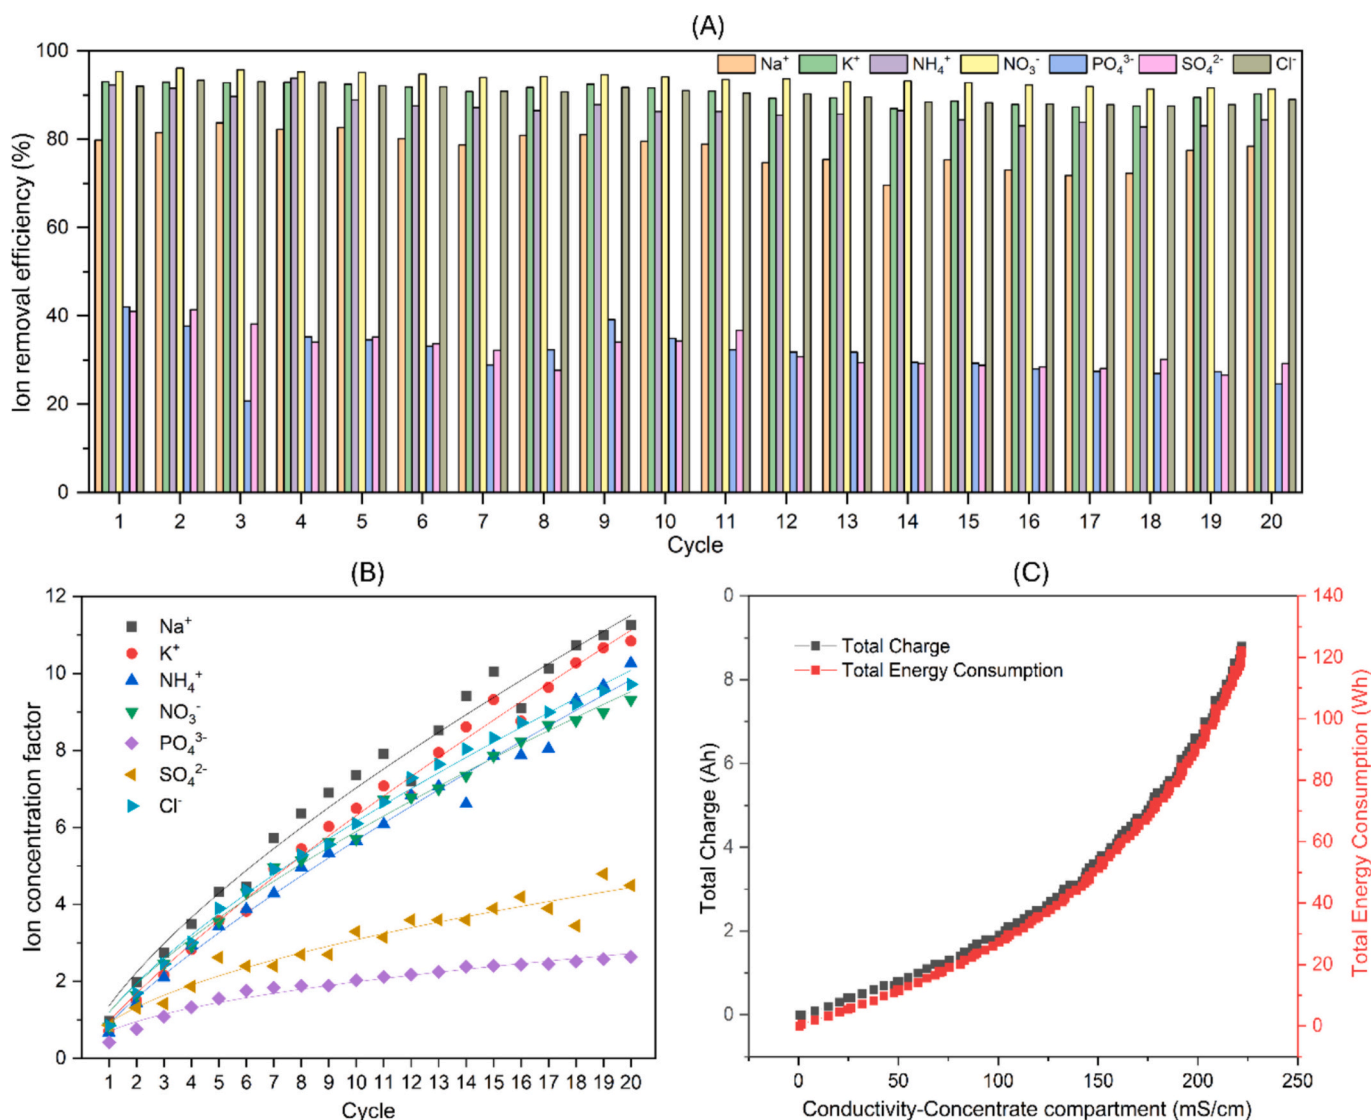 (A)
Ion removal efficiency (%)
100
80
60
40
20
0
Na⁺ K⁺ NH₄⁺ NO₃⁻ PO₄³⁻ SO₄²⁻ Cl⁻
1 2 3 4 5 6 7 8 9 10 11 12 13 14 15 16 17 18 19 20
Cycle
(B)
Ion concentration factor
12
10
8
6
4
2
0
Na⁺
K⁺
NH₄⁺
NO₃⁻
PO₄³⁻
SO₄²⁻
Cl⁻
1 2 3 4 5 6 7 8 9 10 11 12 13 14 15 16 17 18 19 20
Cycle
(C)
Total Charge (Ah)
0
8
6
4
2
0
Total Charge
Total Energy Consumption
140
120
100
80
60
40
20
0
Total Energy Consumption (Wh)
0 50 100 150 200 250
Conductivity-Concentrate compartment (mS/cm)